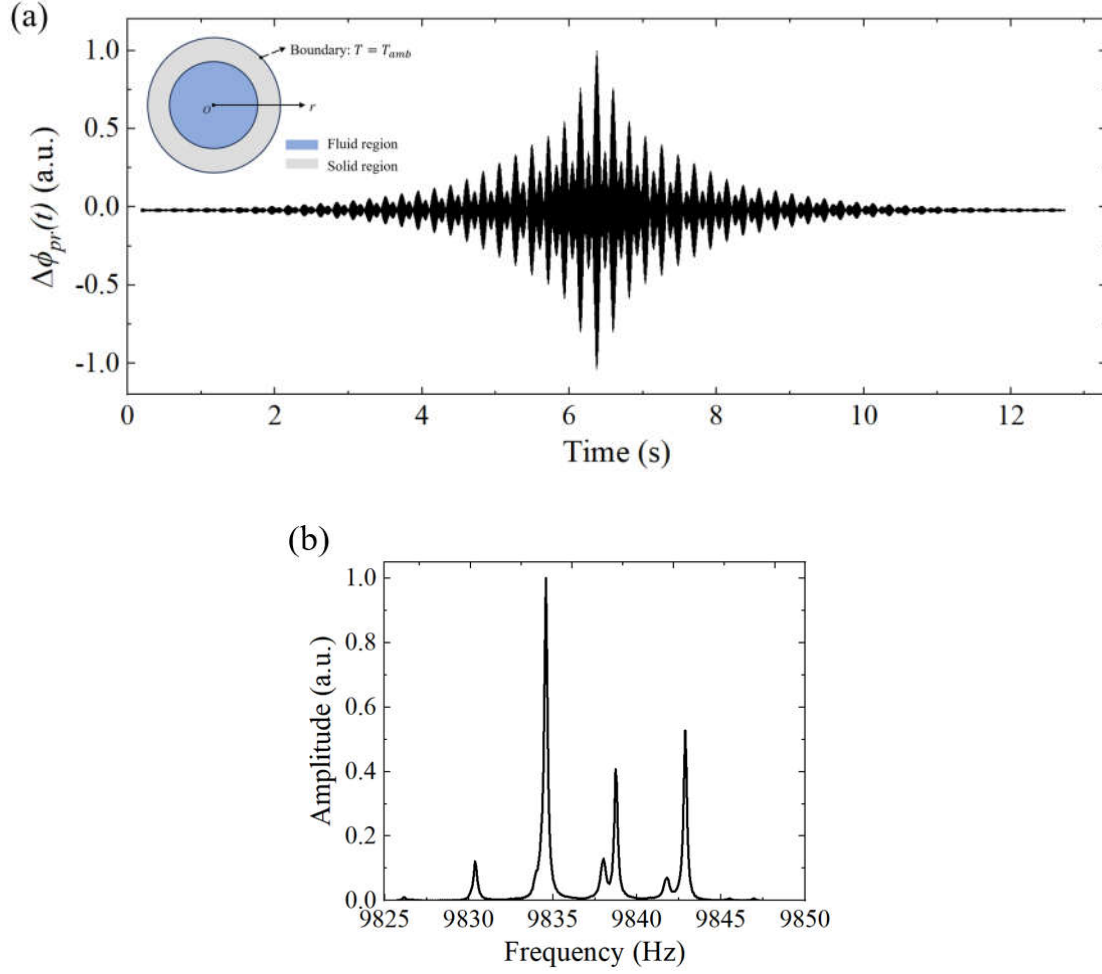 (a)
1.0
0.5
0.0
-0.5
-1.0
Δϕpr(t) (a.u.)
Boundary: T = Tamb
O
r
Fluid region
Solid region
0 2 4 6 8 10 12
Time (s)
(b)
1.0
0.8
0.6
0.4
0.2
0.0
Amplitude (a.u.)
9825 9830 9835 9840 9845 9850
Frequency (Hz)